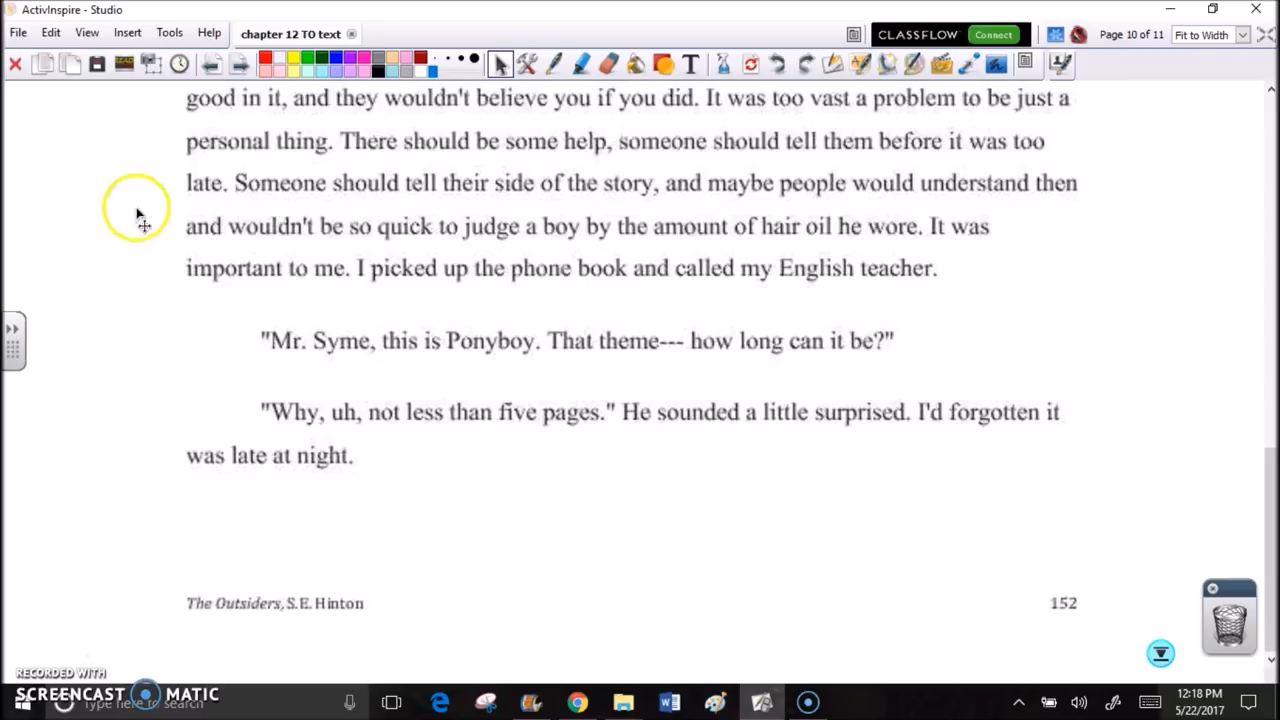 ActivInspire - Studio
File Edit View Insert Tools Help
chapter 12 TO text
CLASSFLOW Connect
Page 10 of 11
Fit to Width
good in it, and they wouldn't believe you if you did. It was too vast a problem to be just a
personal thing. There should be some help, someone should tell them before it was too
late. Someone should tell their side of the story, and maybe people would understand then
and wouldn't be so quick to judge a boy by the amount of hair oil he wore. It was
important to me. I picked up the phone book and called my English teacher.
"Mr. Syme, this is Ponyboy. That theme--- how long can it be?"
"Why, uh, not less than five pages." He sounded a little surprised. I'd forgotten it
was late at night.
The Outsiders, S.E. Hinton 152
RECORDED WITH
SCREENCAST MATIC
Type here to search
12:18 PM
5/22/2017